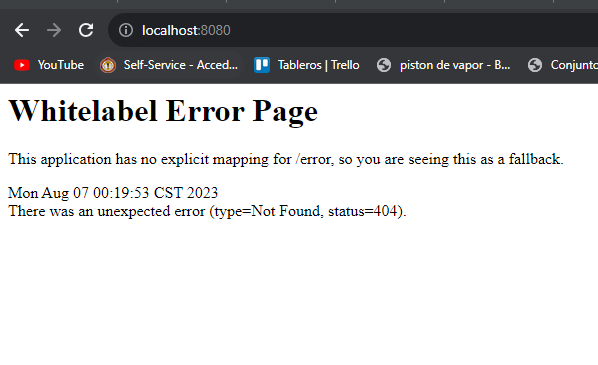 localhost:8080
YouTube Self-Service - Acced... Tableros | Trello piston de vapor - B... Conjunto
Whitelabel Error Page
This application has no explicit mapping for /error, so you are seeing this as a fallback.
Mon Aug 07 00:19:53 CST 2023
There was an unexpected error (type=Not Found, status=404).